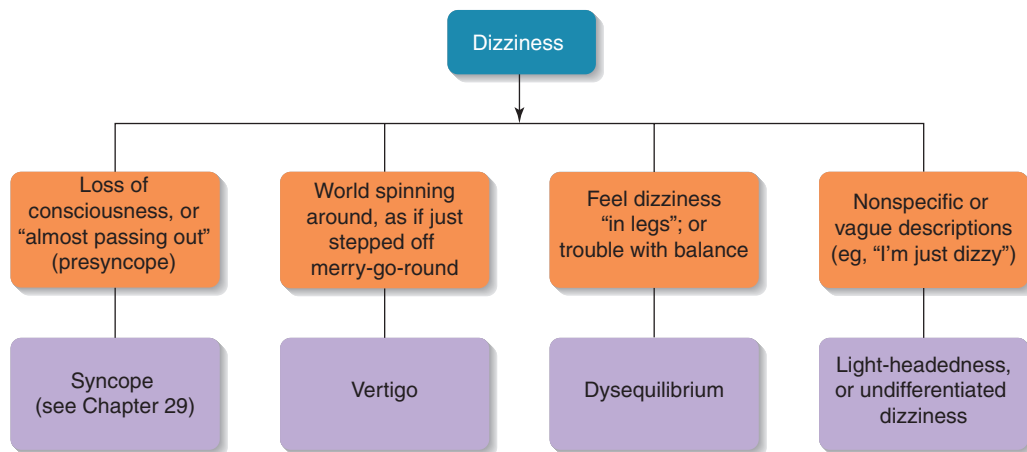 Dizziness
Loss of
consciousness, or
“almost passing out”
(presyncope)
World spinning
around, as if just
stepped off
merry-go-round
Feel dizziness
“in legs”; or
trouble with balance
Nonspecific or
vague descriptions
(eg, “I’m just dizzy”)
Syncope
(see Chapter 29)
Vertigo
Dysequilibrium
Light-headedness,
or undifferentiated
dizziness